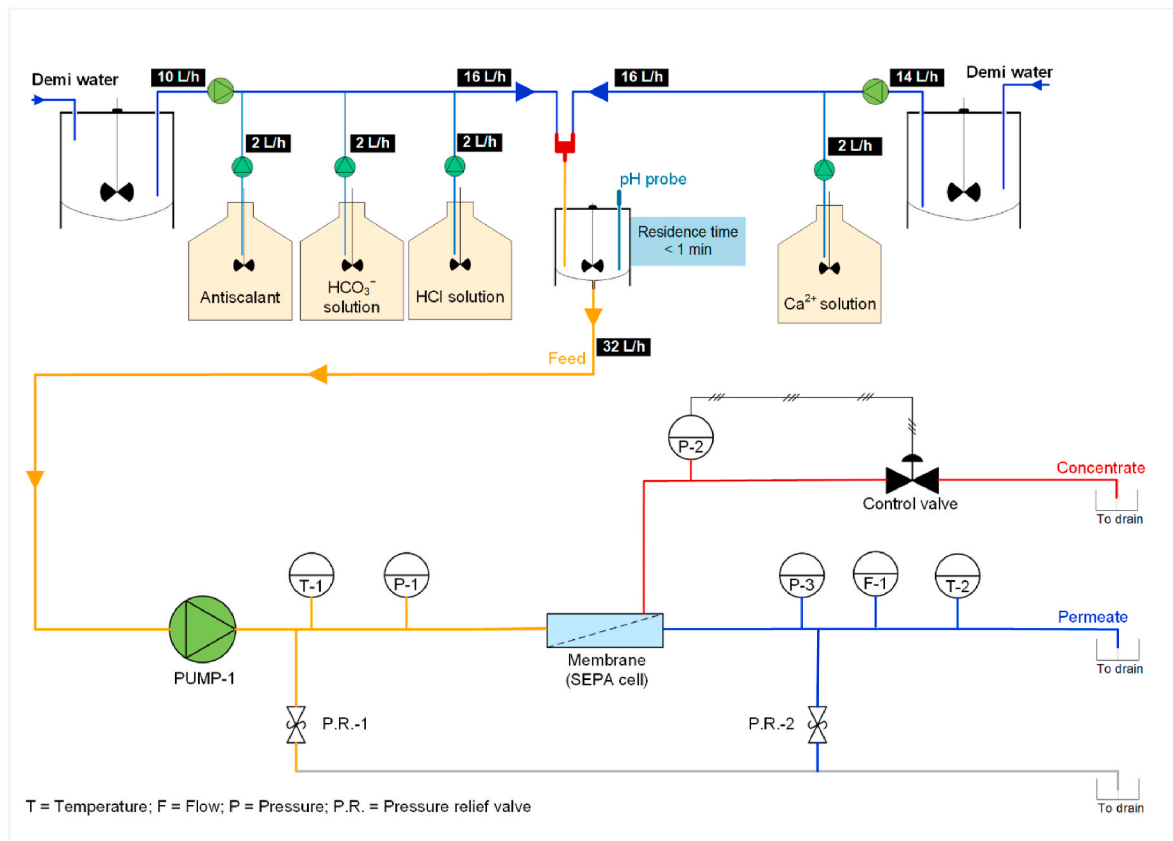 Demi water
10 L/h
16 L/h
16 L/h
14 L/h
Demi water
2 L/h
2 L/h
2 L/h
2 L/h
pH probe
Residence time
< 1 min
Antiscalant
HCO₃⁻
solution
HCl solution
Ca²⁺ solution
Feed
32 L/h
P-2
Concentrate
Control valve
To drain
T-1
P-1
P-3
F-1
T-2
Permeate
PUMP-1
Membrane
(SEPA cell)
To drain
P.R.-1
P.R.-2
To drain
T = Temperature; F = Flow; P = Pressure; P.R. = Pressure relief valve